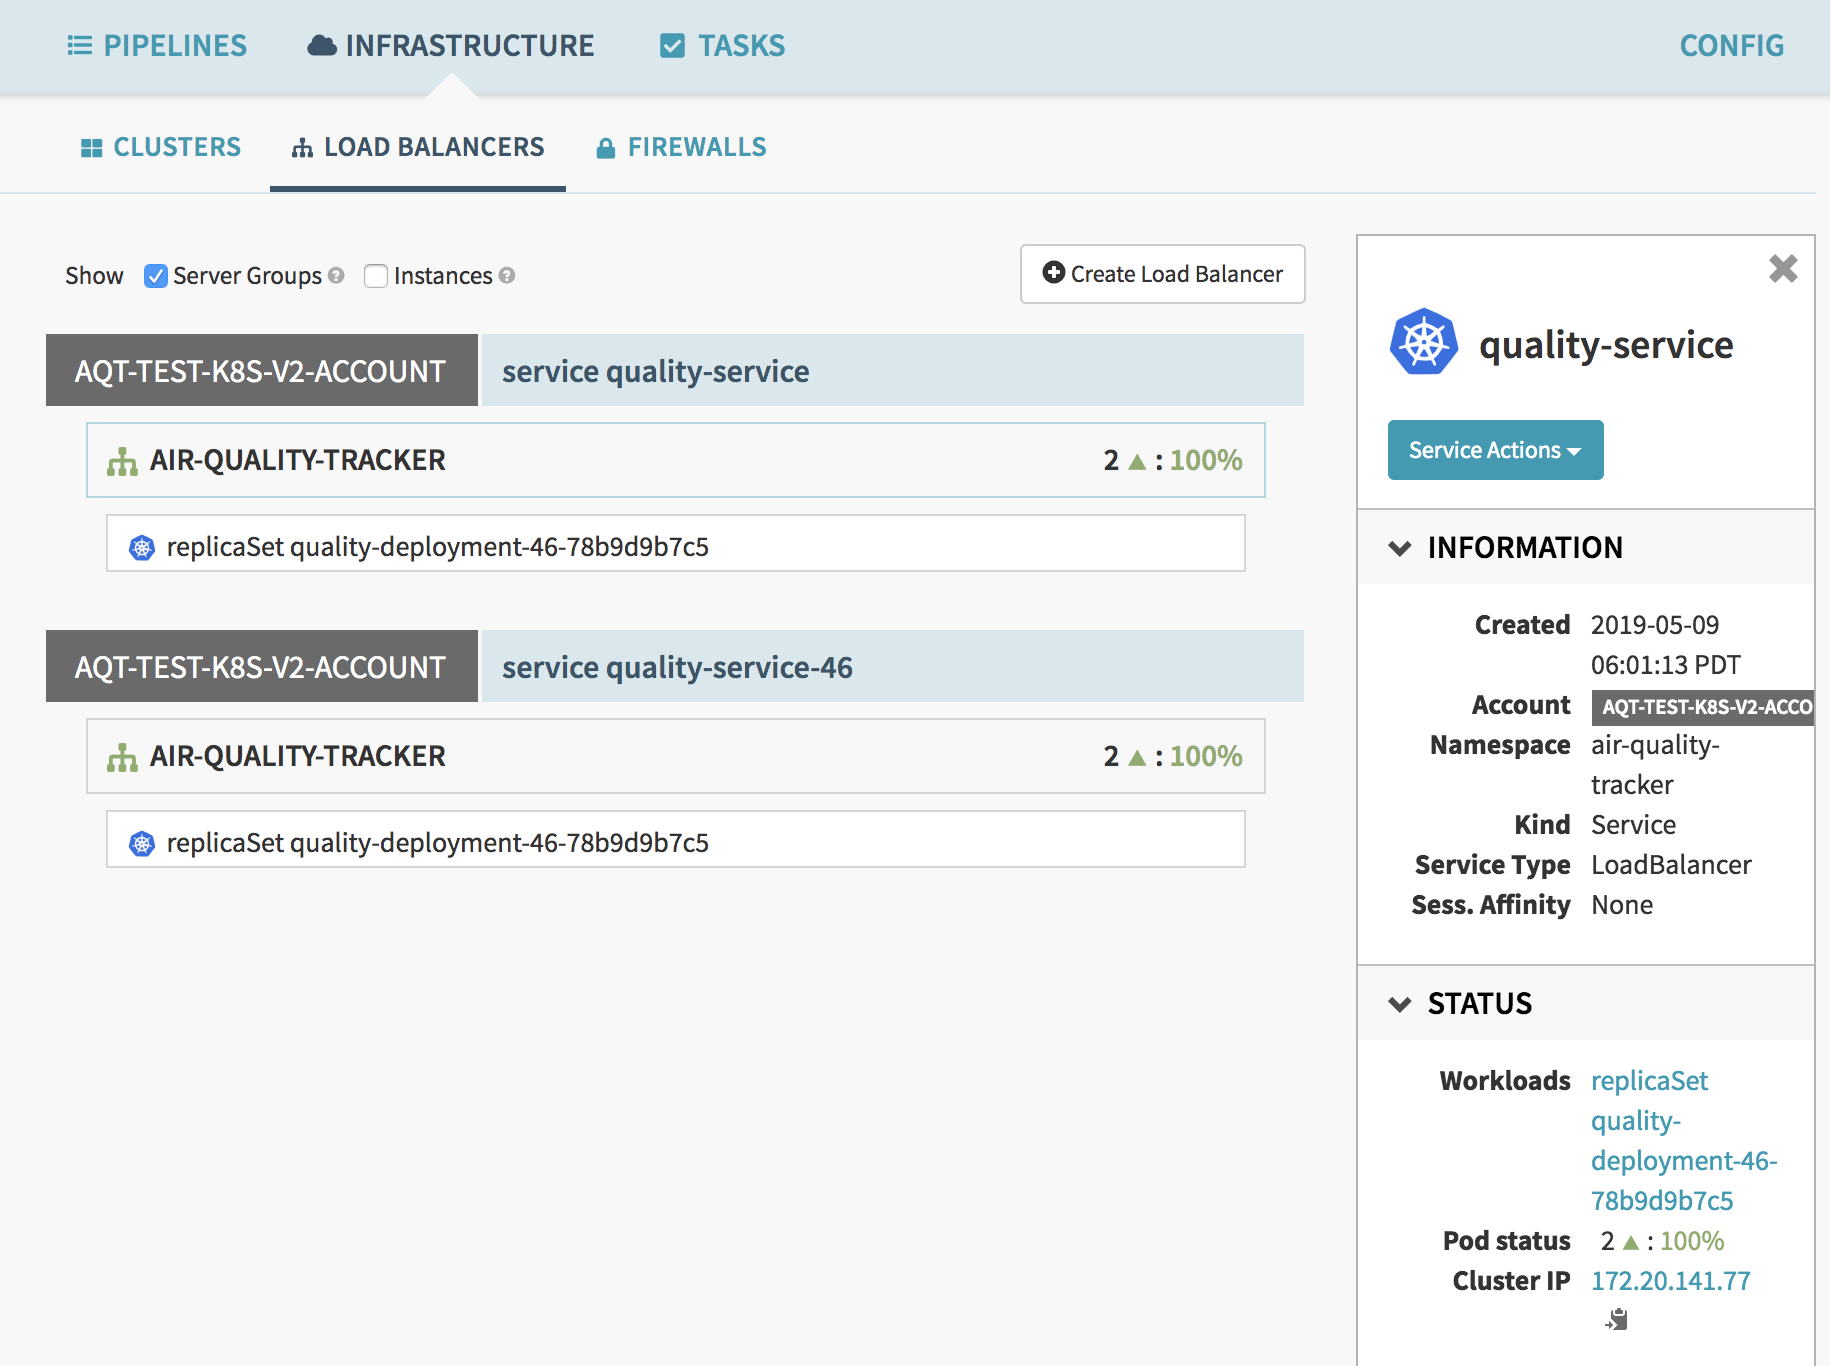 PIPELINES INFRASTRUCTURE TASKS CONFIG
CLUSTERS LOAD BALANCERS FIREWALLS
Show Server Groups ? Instances ?
Create Load Balancer
AQT-TEST-K8S-V2-ACCOUNT service quality-service
AIR-QUALITY-TRACKER 2 : 100%
replicaSet quality-deployment-46-78b9d9b7c5
AQT-TEST-K8S-V2-ACCOUNT service quality-service-46
AIR-QUALITY-TRACKER 2 : 100%
replicaSet quality-deployment-46-78b9d9b7c5
quality-service
Service Actions
INFORMATION
Created 2019-05-09
06:01:13 PDT
Account AQT-TEST-K8S-V2-ACCO
Namespace air-quality-
tracker
Kind Service
Service Type LoadBalancer
Sess. Affinity None
STATUS
Workloads replicaSet
quality-
deployment-46-
78b9d9b7c5
Pod status 2 : 100%
Cluster IP 172.20.141.77